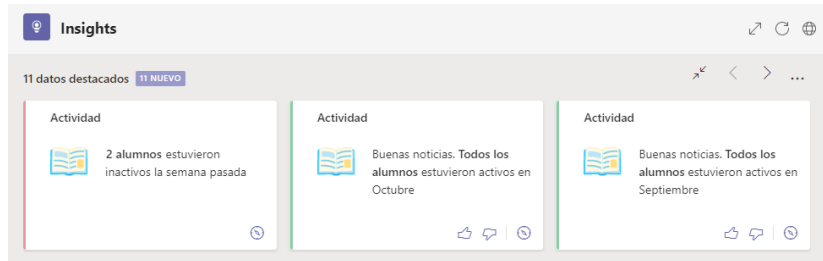 Insights
11 datos destacados 11 NUEVO
...
Actividad
2 alumnos estuvieron
inactivos la semana pasada
Actividad
Buenas noticias. Todos los
alumnos estuvieron activos en
Octubre
Actividad
Buenas noticias. Todos los
alumnos estuvieron activos en
Septiembre